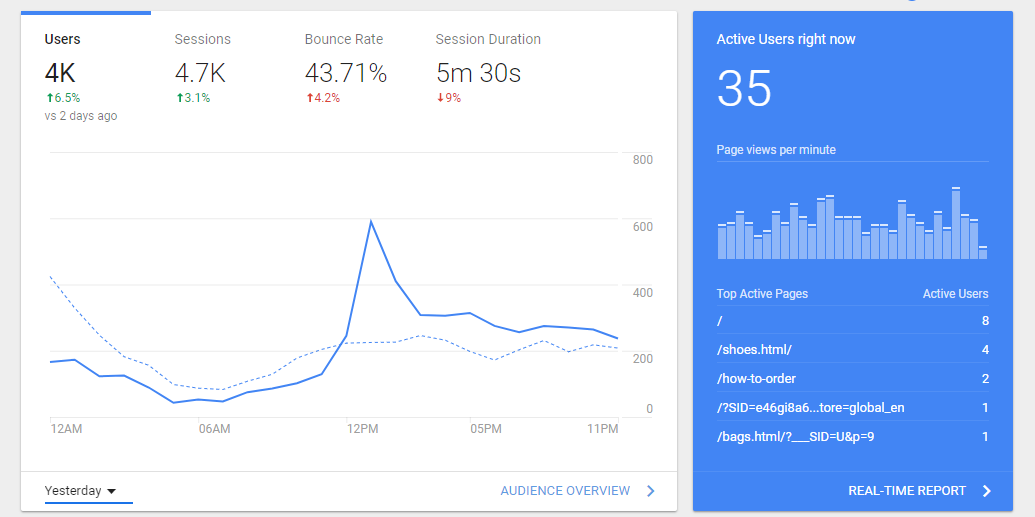 Users Sessions Bounce Rate Session Duration
4K 4.7K 43.71% 5m 30s
6.5% 3.1% 4.2% 9%
vs 2 days ago
800
600
400
200
0
12AM 06AM 12PM 05PM 11PM
Yesterday AUDIENCE OVERVIEW
Active Users right now
35
Page views per minute
Top Active Pages Active Users
/ 8
/shoes.html/ 4
/how-to-order 2
/?SID=e46gi8a6...tore=global_en 1
/bags.html/?___SID=U&p=9 1
REAL-TIME REPORT